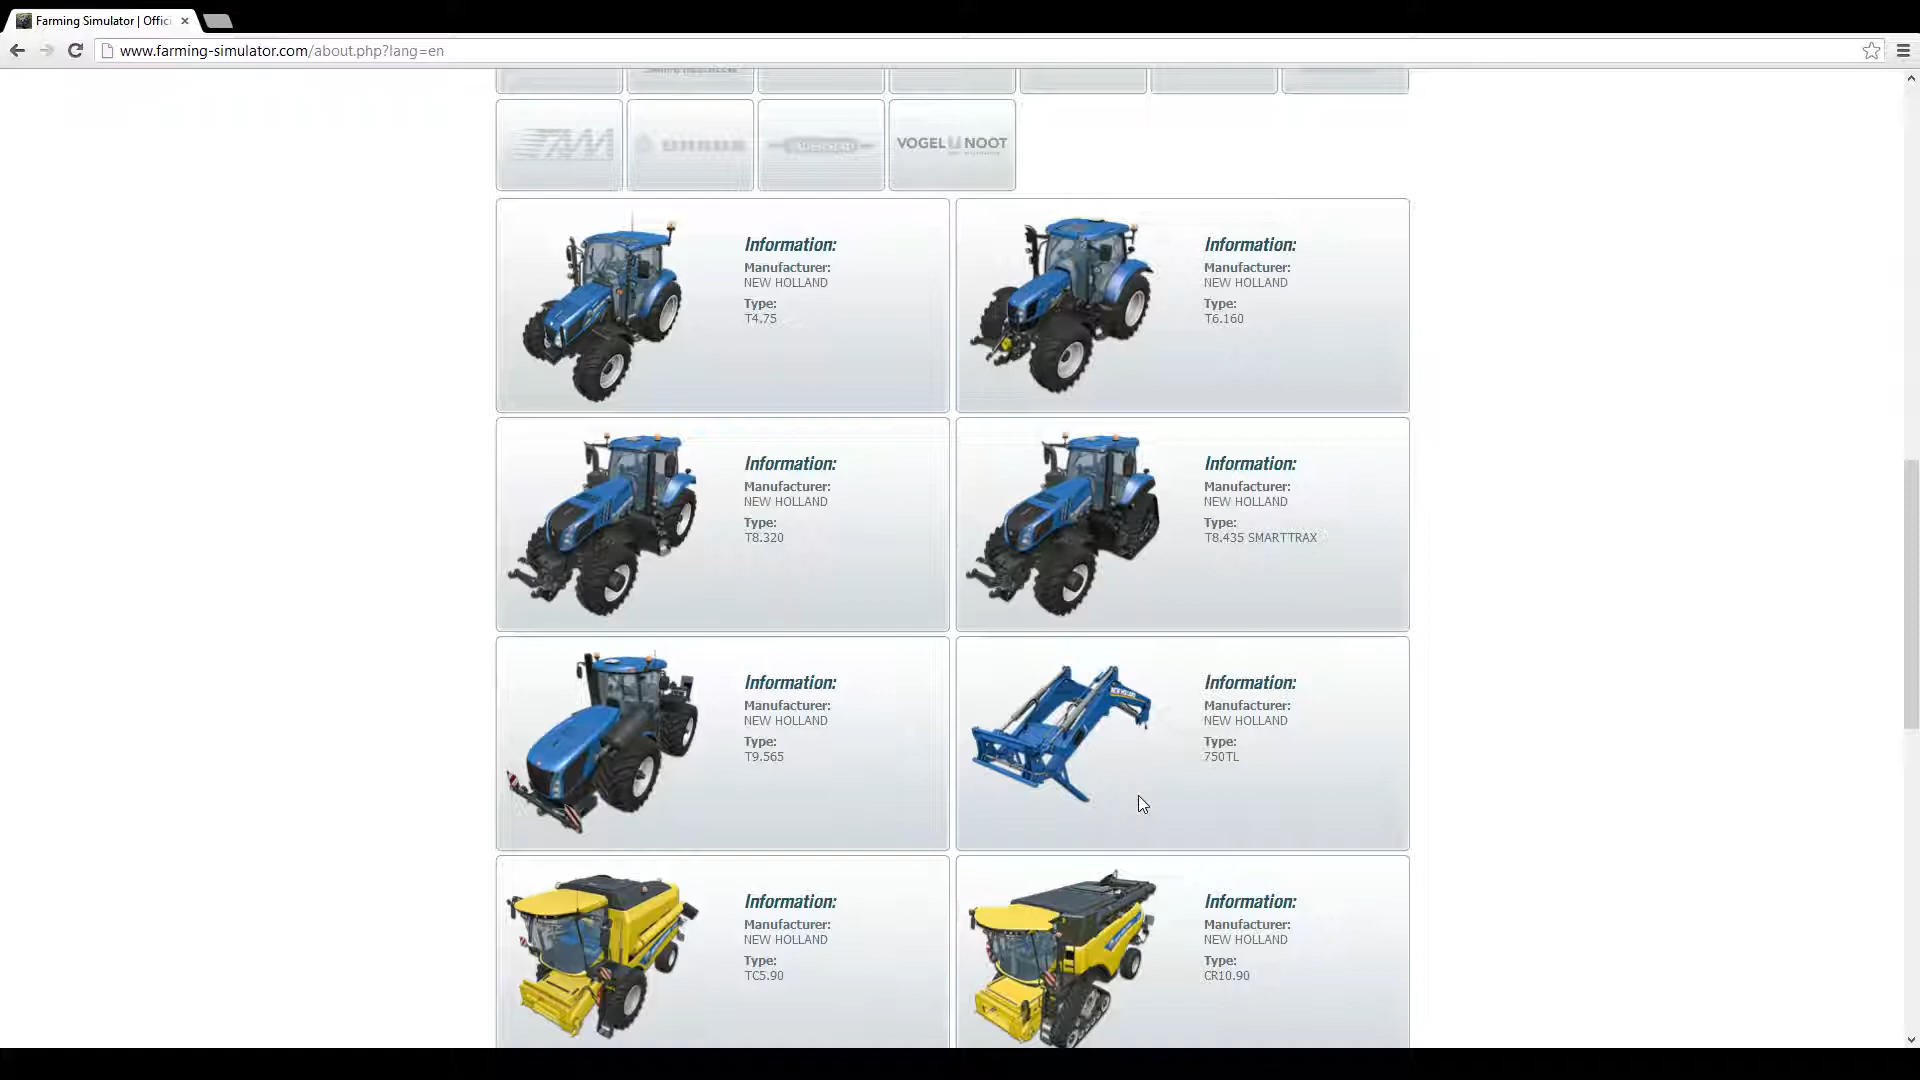 Farming Simulator | Offici
www.farming-simulator.com/about.php?lang=en
VOGEL NOOT
Information:
Manufacturer:
NEW HOLLAND
Type:
T4.75
Information:
Manufacturer:
NEW HOLLAND
Type:
T6.160
Information:
Manufacturer:
NEW HOLLAND
Type:
T8.320
Information:
Manufacturer:
NEW HOLLAND
Type:
T8.435 SMARTTRAX
Information:
Manufacturer:
NEW HOLLAND
Type:
T9.565
NEW HOLLAND
Information:
Manufacturer:
NEW HOLLAND
Type:
750TL
Information:
Manufacturer:
NEW HOLLAND
Type:
TC5.90
Information:
Manufacturer:
NEW HOLLAND
Type:
CR10.90